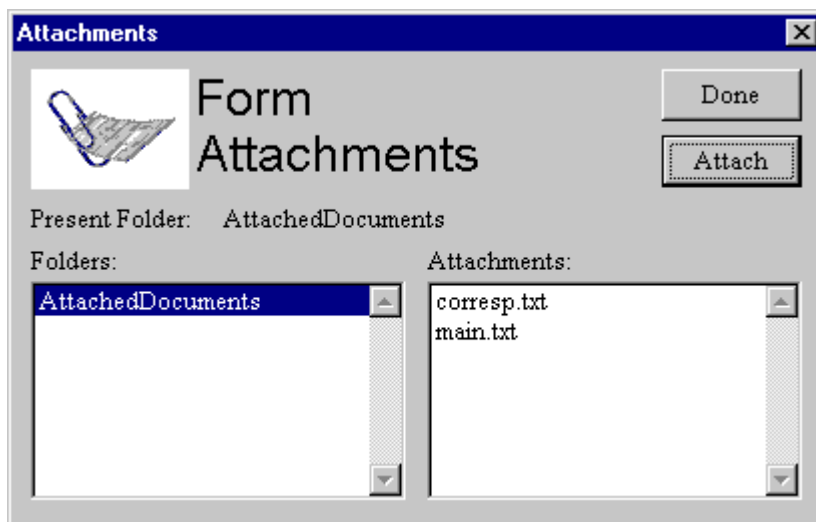 Attachments
Form
Attachments
Done
Attach
Present Folder: AttachedDocuments
Folders:
Attachments:
AttachedDocuments
corresp.txt
main.txt